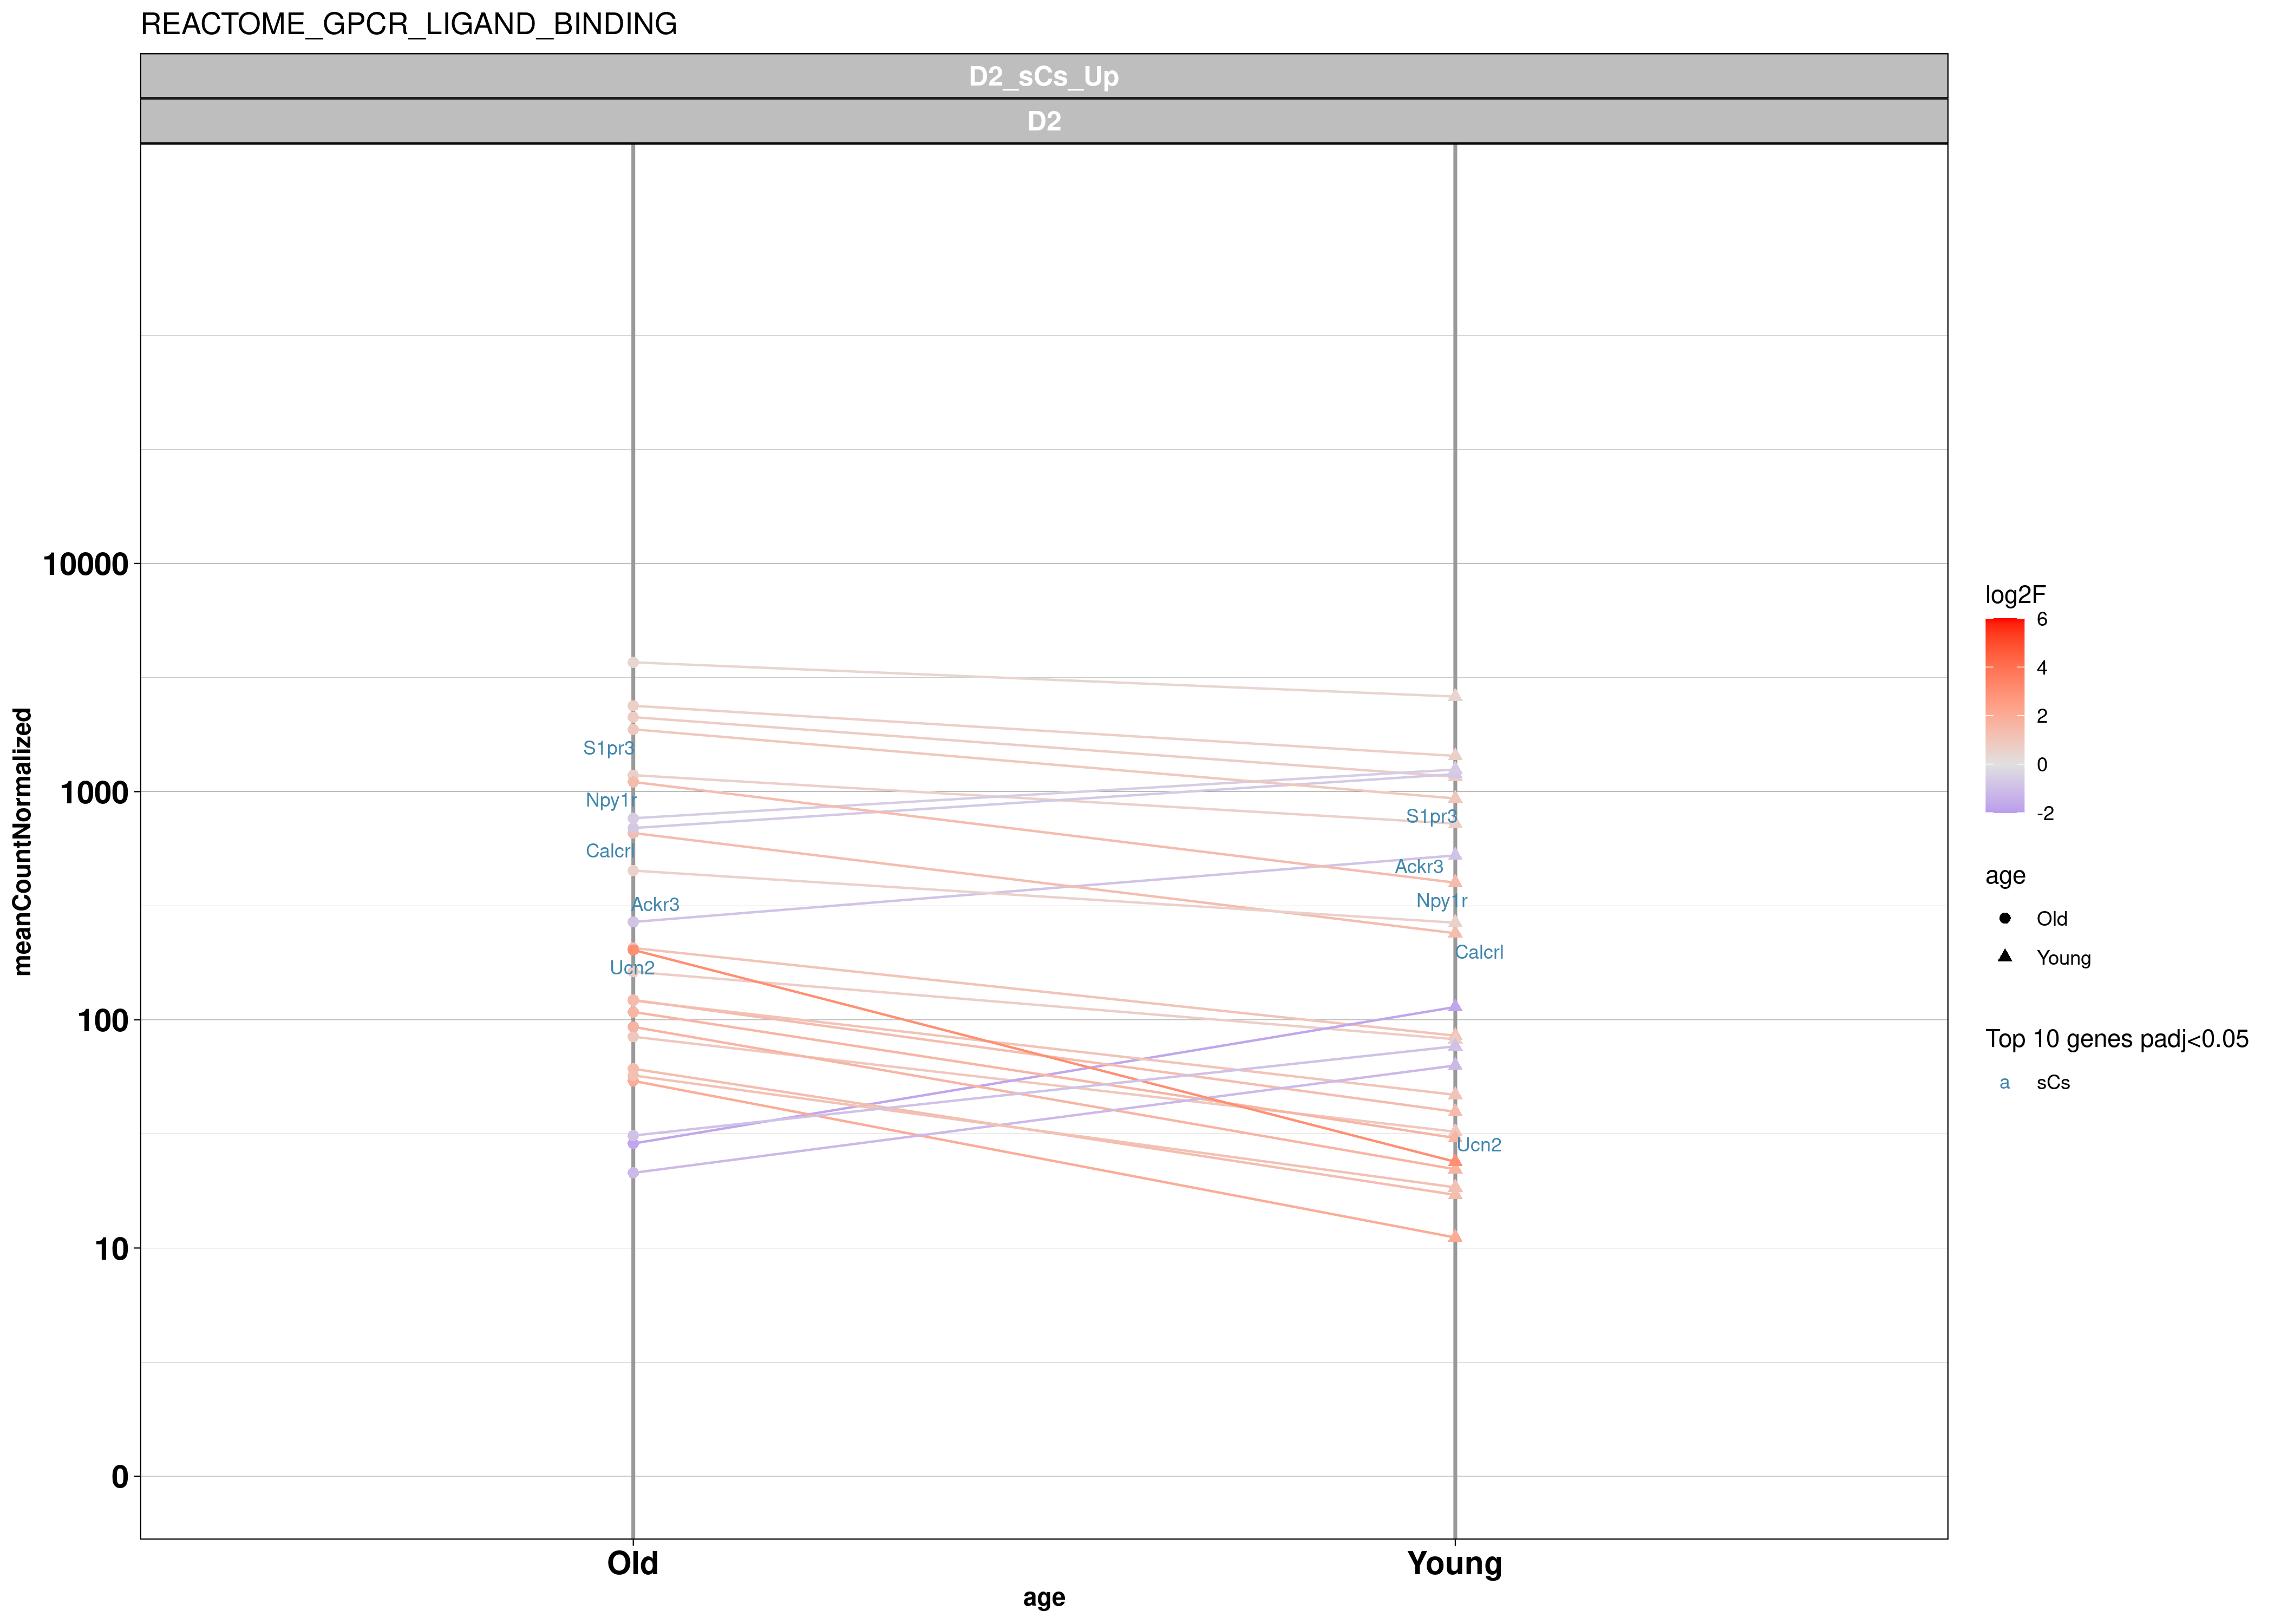 REACTOME_GPCR_LIGAND_BINDING
D2_sCs_Up
D2
meanCountNormalized
10000
1000
100
10
0
S1pr3
Npy1r
Calcrl
Ackr3
Ucn2
S1pr3
Ackr3
Npy1r
Calcrl
Ucn2
Old
Young
age
log2F
6
4
2
0
-2
age
Old
Young
Top 10 genes padj<0.05
a sCs